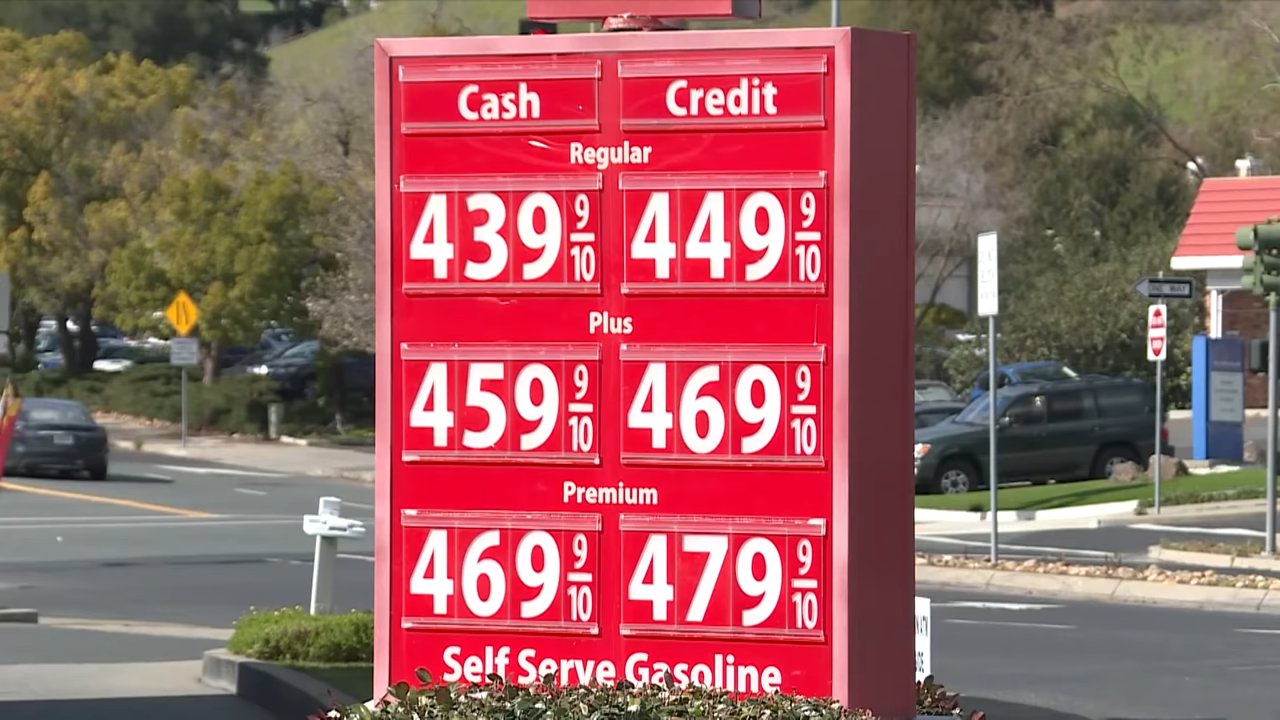 Cash Credit
Regular
439 9/10 449 9/10
Plus
459 9/10 469 9/10
Premium
469 9/10 479 9/10
Self Serve Gasoline
ONE WAY